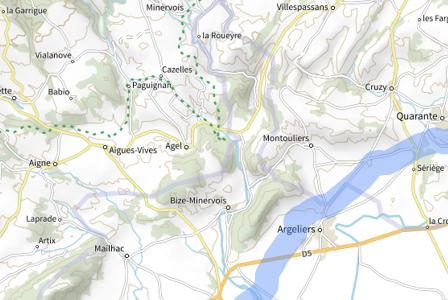 la Garrigue
Minervois
Villespassans
la Roueyre
les Far
Vialanove
Cazelles
Babio
Paguignan
Cruzy
ette
Quarante
Montouliers
Aigues-Vives
Agel
Aigne
Sériège
Bize-Minervois
Laprade
Argeliers
la Cro
Artix
Mailhac
D5